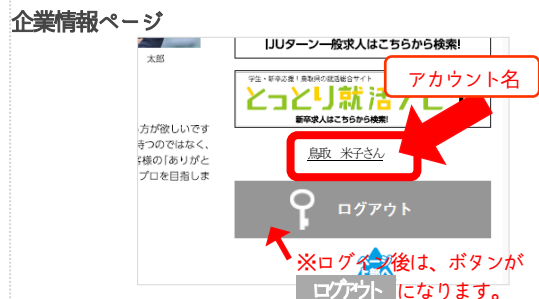 企業情報ページ
IJUターン一般求人はこちらから検索!
太郎
学生・新卒応援!鳥取県の就活総合サイト
とっとり就活ナビ
新卒求人はこちらから検索!
アカウント名
い方が欲しいです
待つのではなく、
客様の「ありがと
プロを目指しま
鳥取 米子さん
ログアウト
※ログイン後は、ボタンが
ログアウト になります。